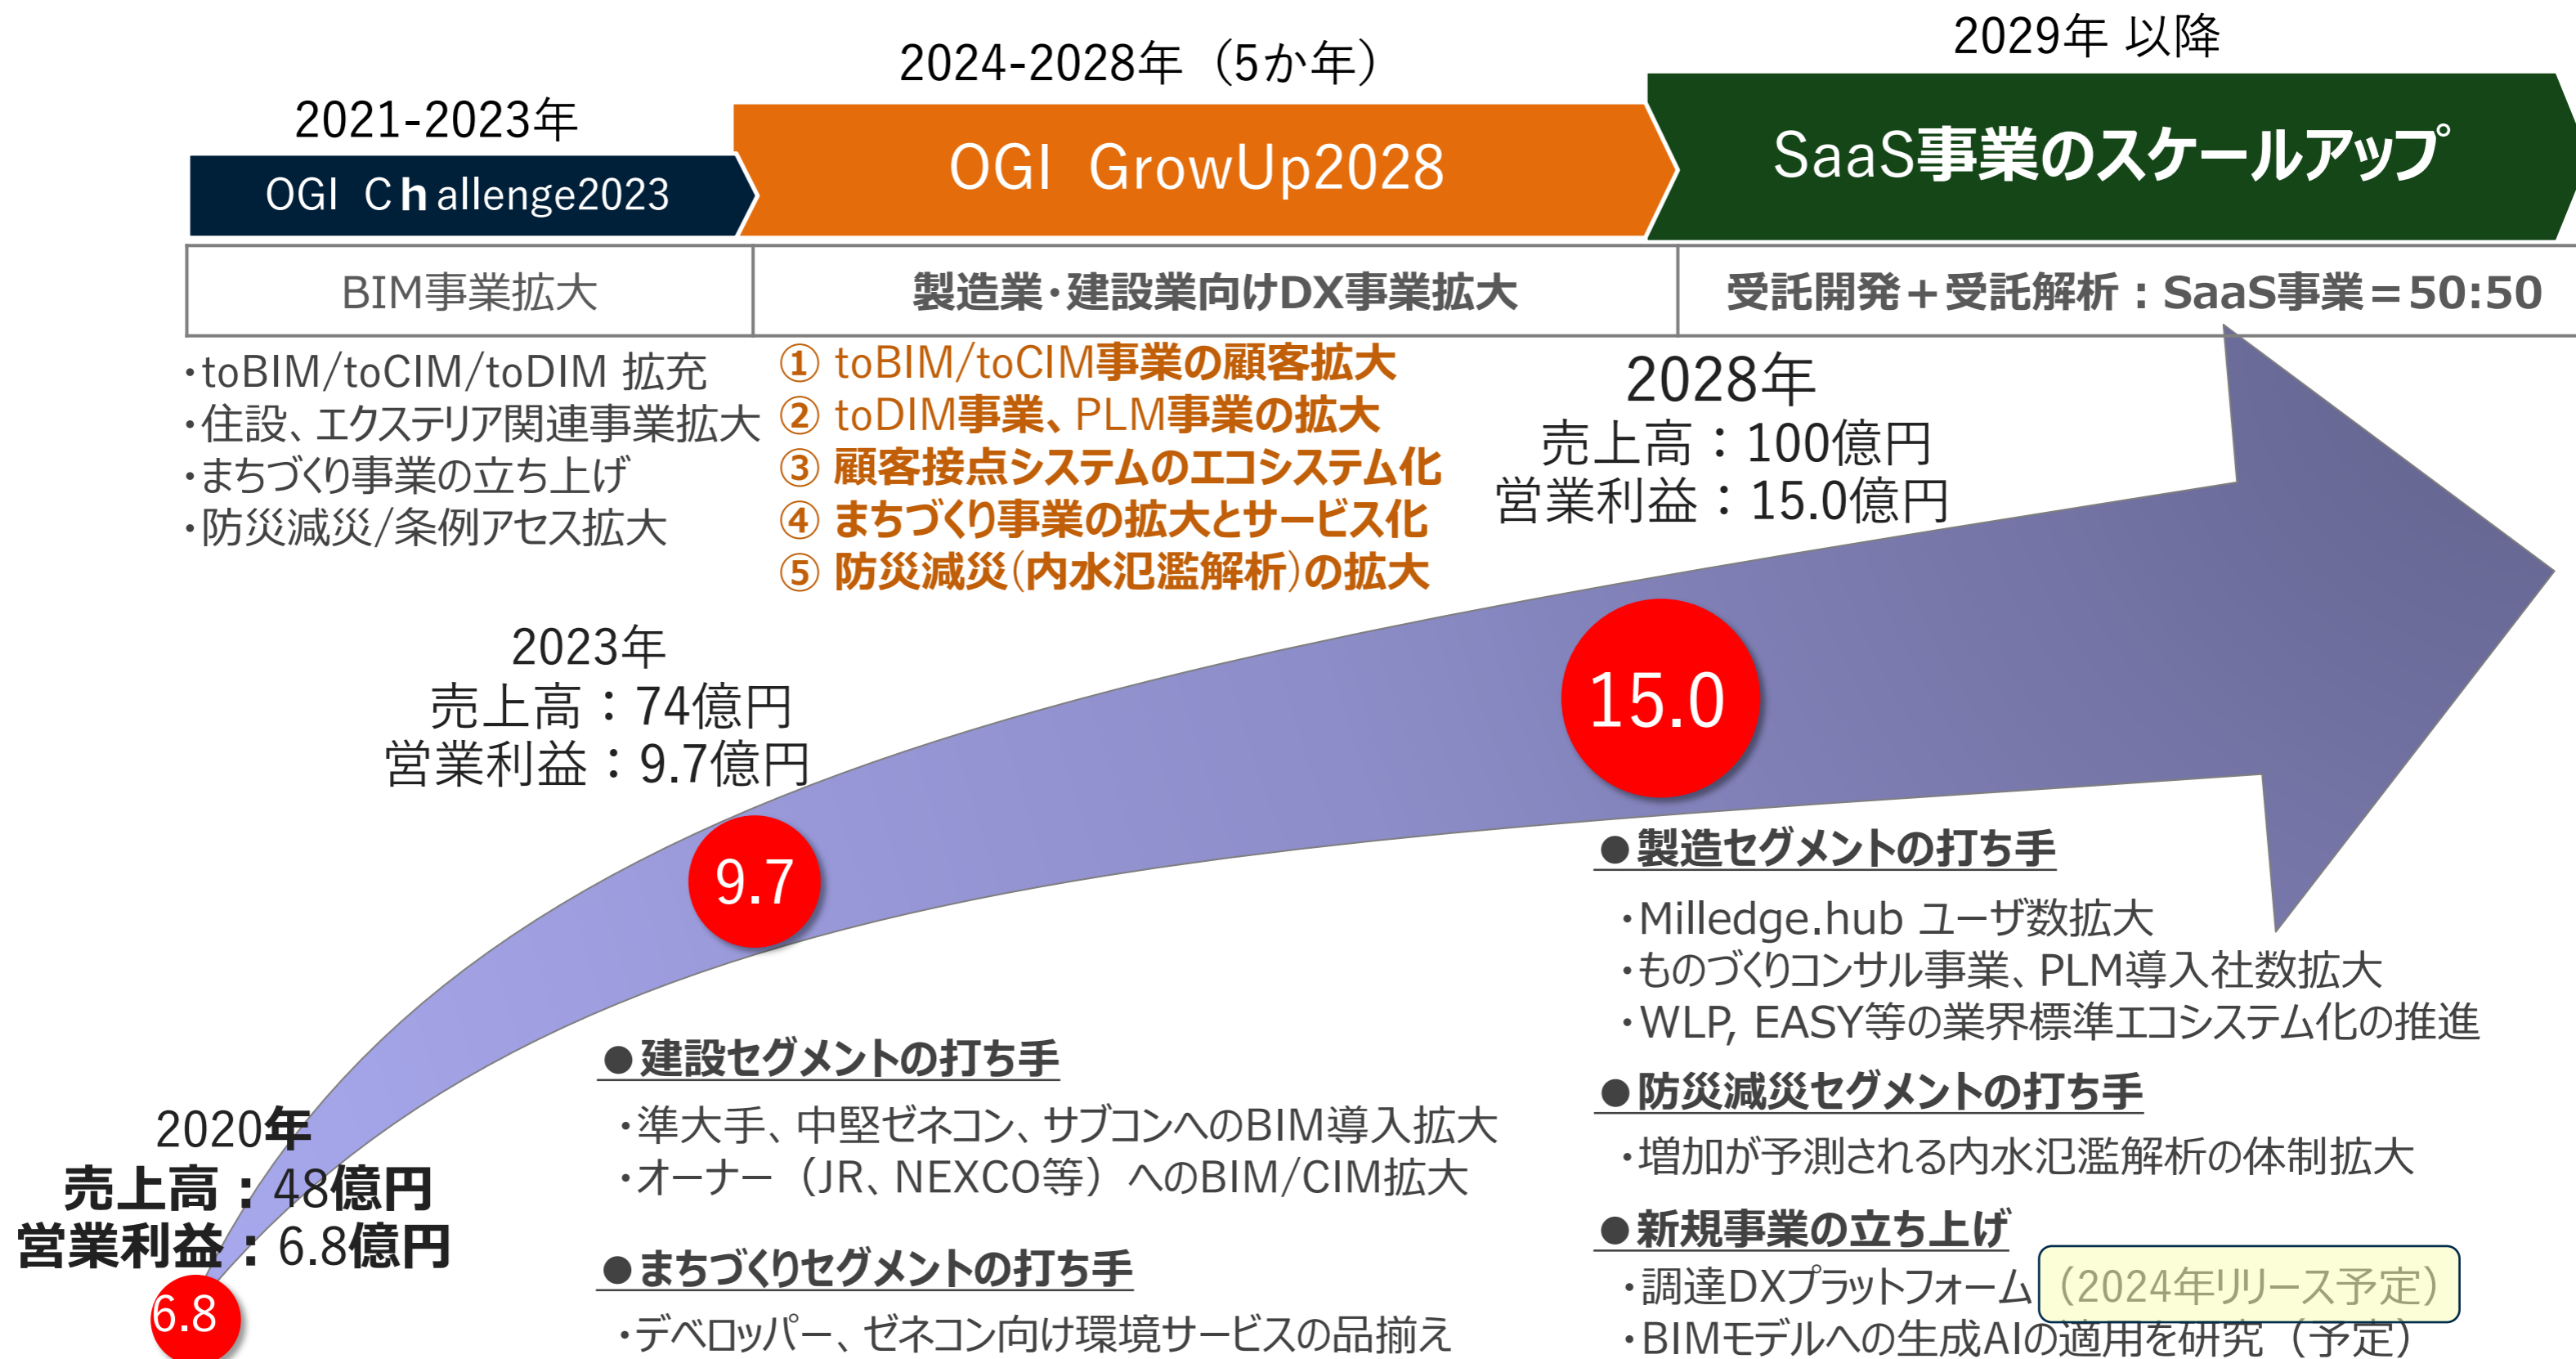 2021-2023年
2024-2028年（5か年）
2029年 以降
OGI Challenge2023
OGI GrowUp2028
SaaS事業のスケールアップ
BIM事業拡大
製造業・建設業向けDX事業拡大
受託開発＋受託解析：SaaS事業＝50:50
・toBIM/toCIM/toDIM 拡充
・住設、エクステリア関連事業拡大
・まちづくり事業の立ち上げ
・防災減災/条例アセス拡大
① toBIM/toCIM事業の顧客拡大
② toDIM事業、PLM事業の拡大
③ 顧客接点システムのエコシステム化
④ まちづくり事業の拡大とサービス化
⑤ 防災減災(内水氾濫解析)の拡大
2028年
売上高：100億円
営業利益：15.0億円
2023年
売上高：74億円
営業利益：9.7億円
15.0
9.7
2020年
売上高：48億円
営業利益：6.8億円
6.8
●建設セグメントの打ち手
・準大手、中堅ゼネコン、サブコンへのBIM導入拡大
・オーナー（JR、NEXCO等）へのBIM/CIM拡大
●まちづくりセグメントの打ち手
・デベロッパー、ゼネコン向け環境サービスの品揃え
●製造セグメントの打ち手
・Milledge.hub ユーザ数拡大
・ものづくりコンサル事業、PLM導入社数拡大
・WLP, EASY等の業界標準エコシステム化の推進
●防災減災セグメントの打ち手
・増加が予測される内水氾濫解析の体制拡大
●新規事業の立ち上げ
・調達DXプラットフォーム（2024年リリース予定）
・BIMモデルへの生成AIの適用を研究（予定）